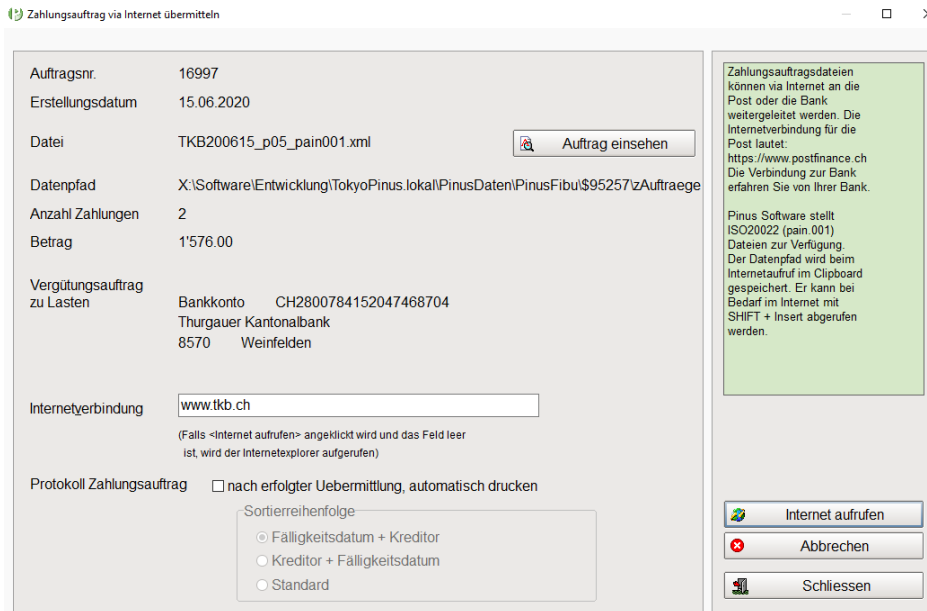 Zahlungsauftrag via Internet übermitteln
Auftragsnr. 16997
Erstellungsdatum 15.06.2020
Datei TKB200615_p05_pain001.xml Auftrag einsehen
Datenpfad X:\Software\Entwicklung\TokyoPinus.lokal\PinusDaten\PinusFibu\$95257\zAuftraege
Anzahl Zahlungen 2
Betrag 1'576.00
Vergütungsauftrag
zu Lasten Bankkonto CH2800784152047468704
Thurgauer Kantonalbank
8570 Weinfelden
Internetverbindung www.tkb.ch
(Falls <Internet aufrufen> angeklickt wird und das Feld leer
ist, wird der Internetexplorer aufgerufen)
Protokoll Zahlungsauftrag nach erfolgter Uebermittlung, automatisch drucken
Sortierreihenfolge
Fälligkeitsdatum + Kreditor
Kreditor + Fälligkeitsdatum
Standard
Zahlungsauftragsdateien
können via Internet an die
Post oder die Bank
weitergeleitet werden. Die
Internetverbindung für die
Post lautet:
https://www.postfinance.ch
Die Verbindung zur Bank
erfahren Sie von Ihrer Bank.
Pinus Software stellt
ISO20022 (pain.001)
Dateien zur Verfügung.
Der Datenpfad wird beim
Internetaufruf im Clipboard
gespeichert. Er kann bei
Bedarf im Internet mit
SHIFT + Insert abgerufen
werden.
Internet aufrufen
Abbrechen
Schliessen